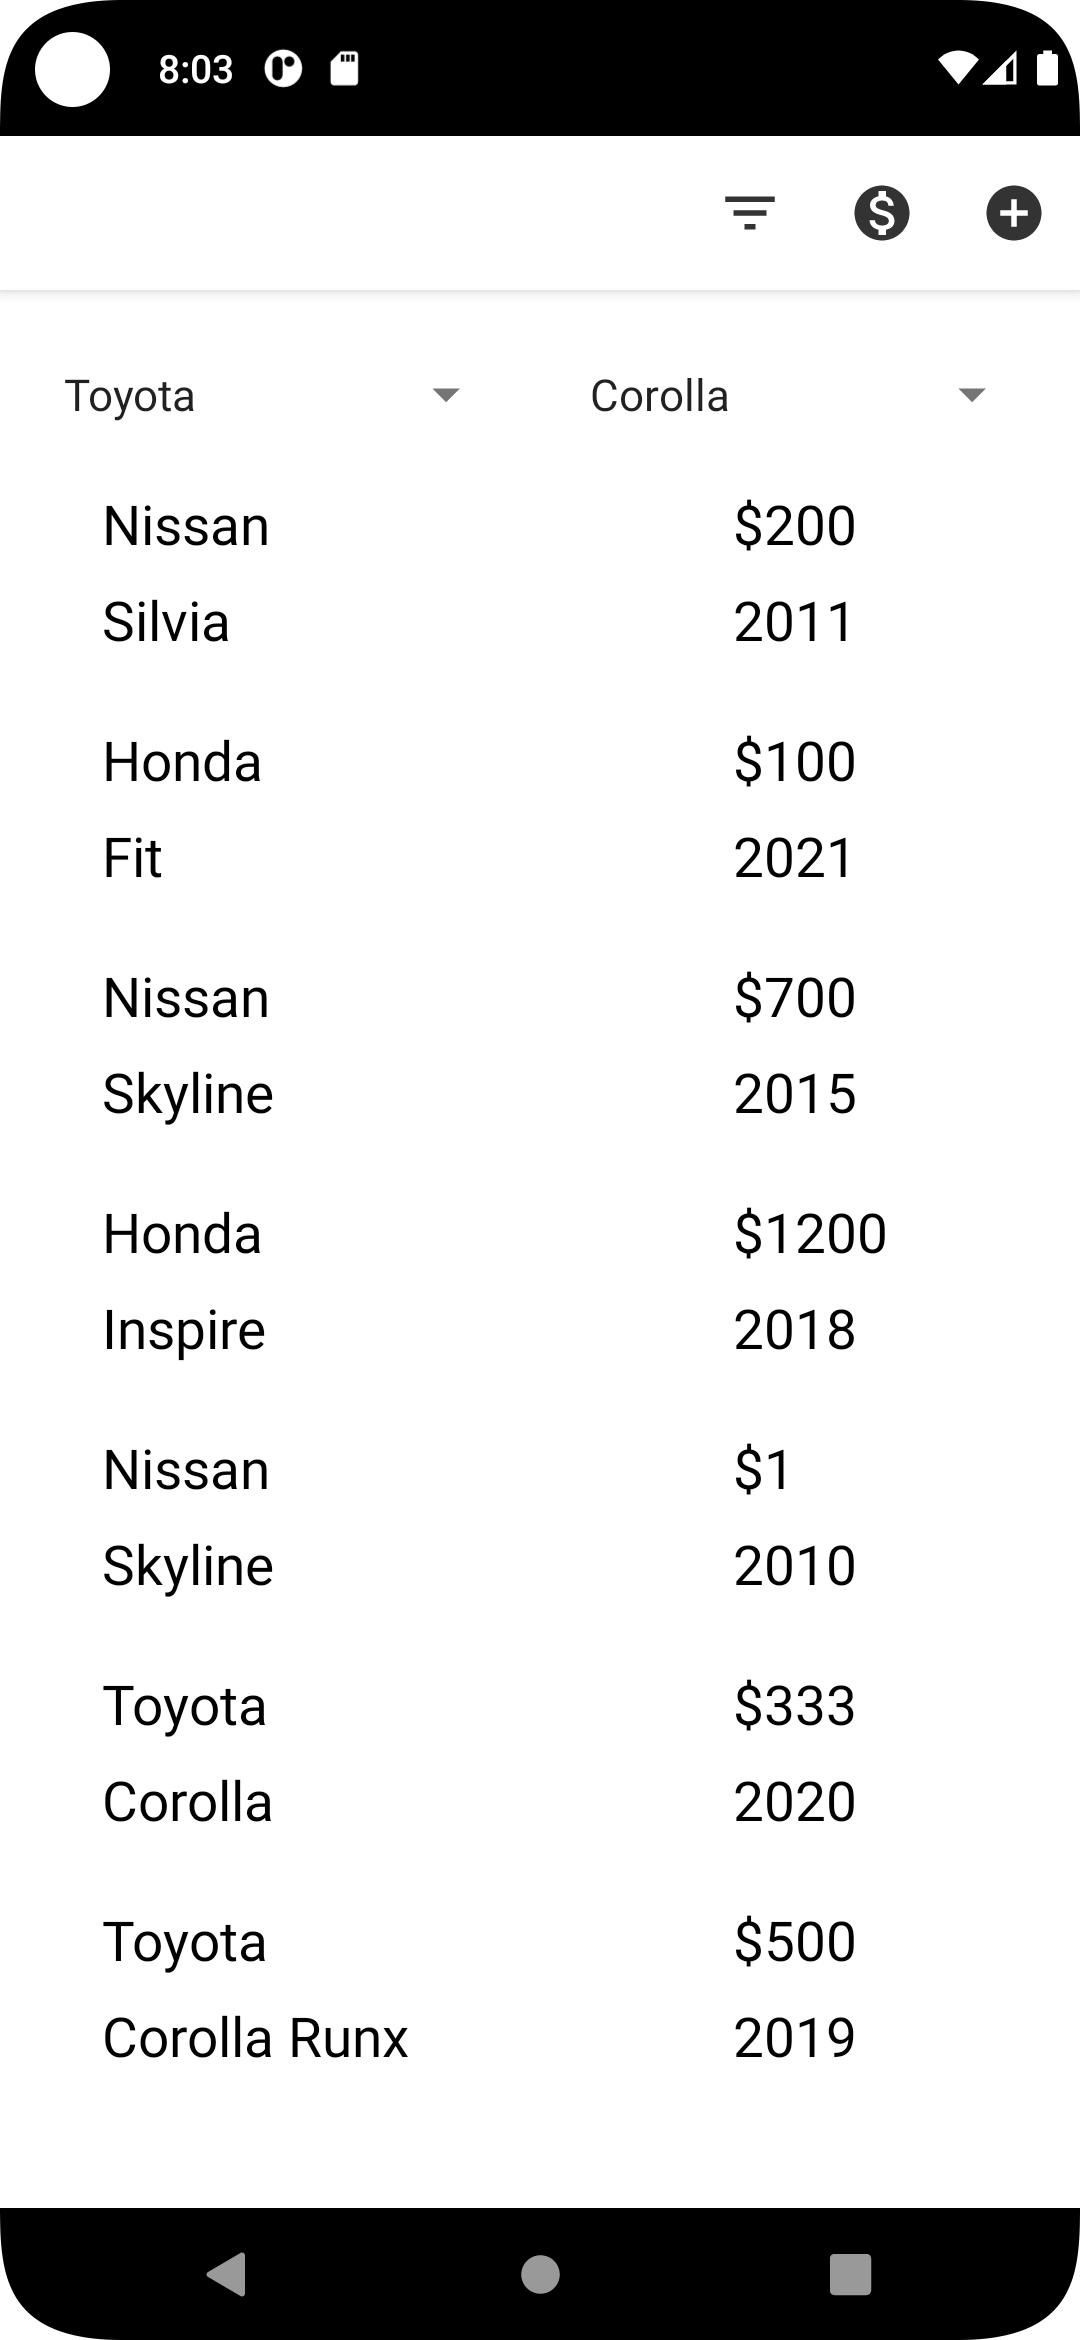 8:03
Toyota Corolla
Nissan $200
Silvia 2011
Honda $100
Fit 2021
Nissan $700
Skyline 2015
Honda $1200
Inspire 2018
Nissan $1
Skyline 2010
Toyota $333
Corolla 2020
Toyota $500
Corolla Runx 2019